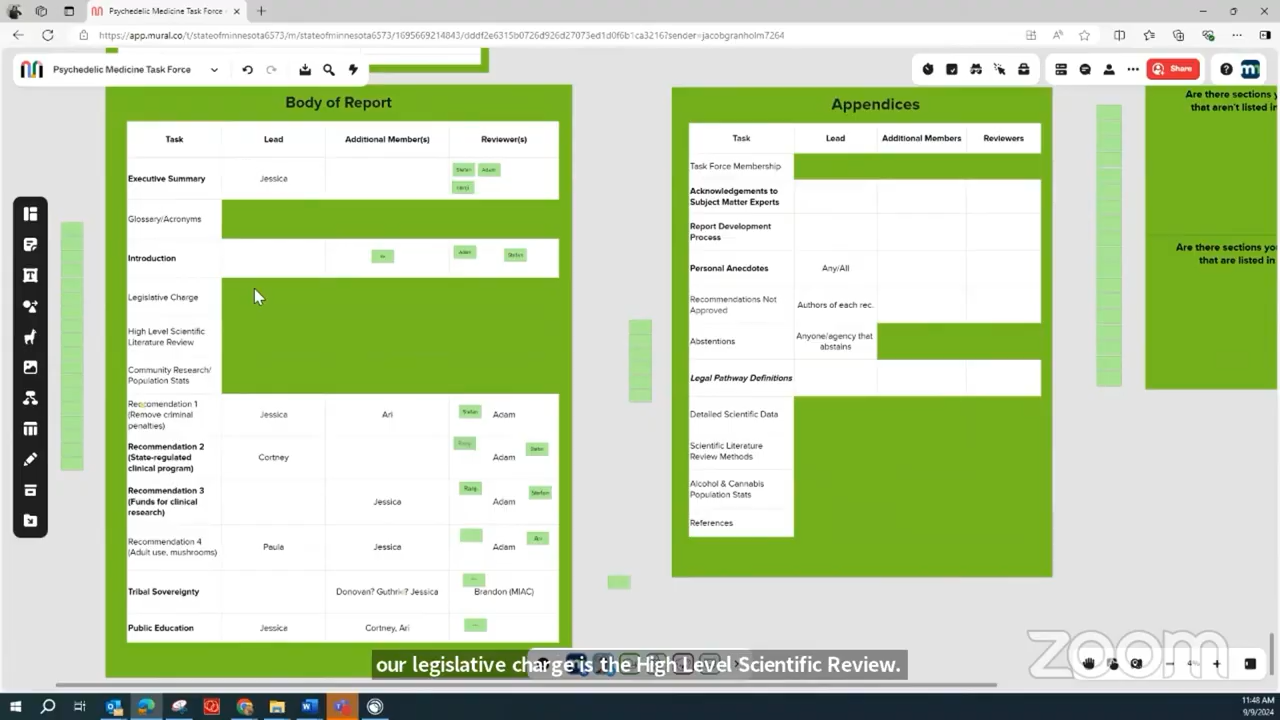 Psychedelic Medicine Task Force
https://app.mural.co/t/stateofminnesota6573/m/stateofminnesota6573/1695669214843/dddf2e6315b0726d926d27073ed1d0f6b1ca3216?sender=jacobgranholm7264
Psychedelic Medicine Task Force
Share
Body of Report
Task Lead Additional Member(s) Reviewer(s)
Executive Summary Jessica Stefan Adam
Glossary/Acronyms
Introduction Adam Stefan
Legislative Charge
High Level Scientific
Literature Review
Community Research/
Population Stats
Recommendation 1
(Remove criminal
penalties)
Jessica Ari Stefan Adam
Recommendation 2
(State-regulated
clinical program)
Cortney Adam Stefan
Recommendation 3
(Funds for clinical
research)
Jessica Adam Stefan
Recommendation 4
(Adult use, mushrooms)
Paula Jessica Adam
Tribal Sovereignty Donovan? Guthrie? Jessica Brandon (MIAC)
Public Education Jessica Cortney, Ari
Appendices
Task Lead Additional Members Reviewers
Task Force Membership
Acknowledgements to
Subject Matter Experts
Report Development
Process
Personal Anecdotes Any/All
Recommendations Not
Approved
Authors of each rec.
Abstentions
Anyone/agency that
abstains
Legal Pathway Definitions
Detailed Scientific Data
Scientific Literature
Review Methods
Alcohol & Cannabis
Population Stats
References
Are there sections y
that aren't listed in
Are there sections yo
that are listed in
our legislative charge is the High Level Scientific Review.
zoom
11:48 AM
9/9/2024